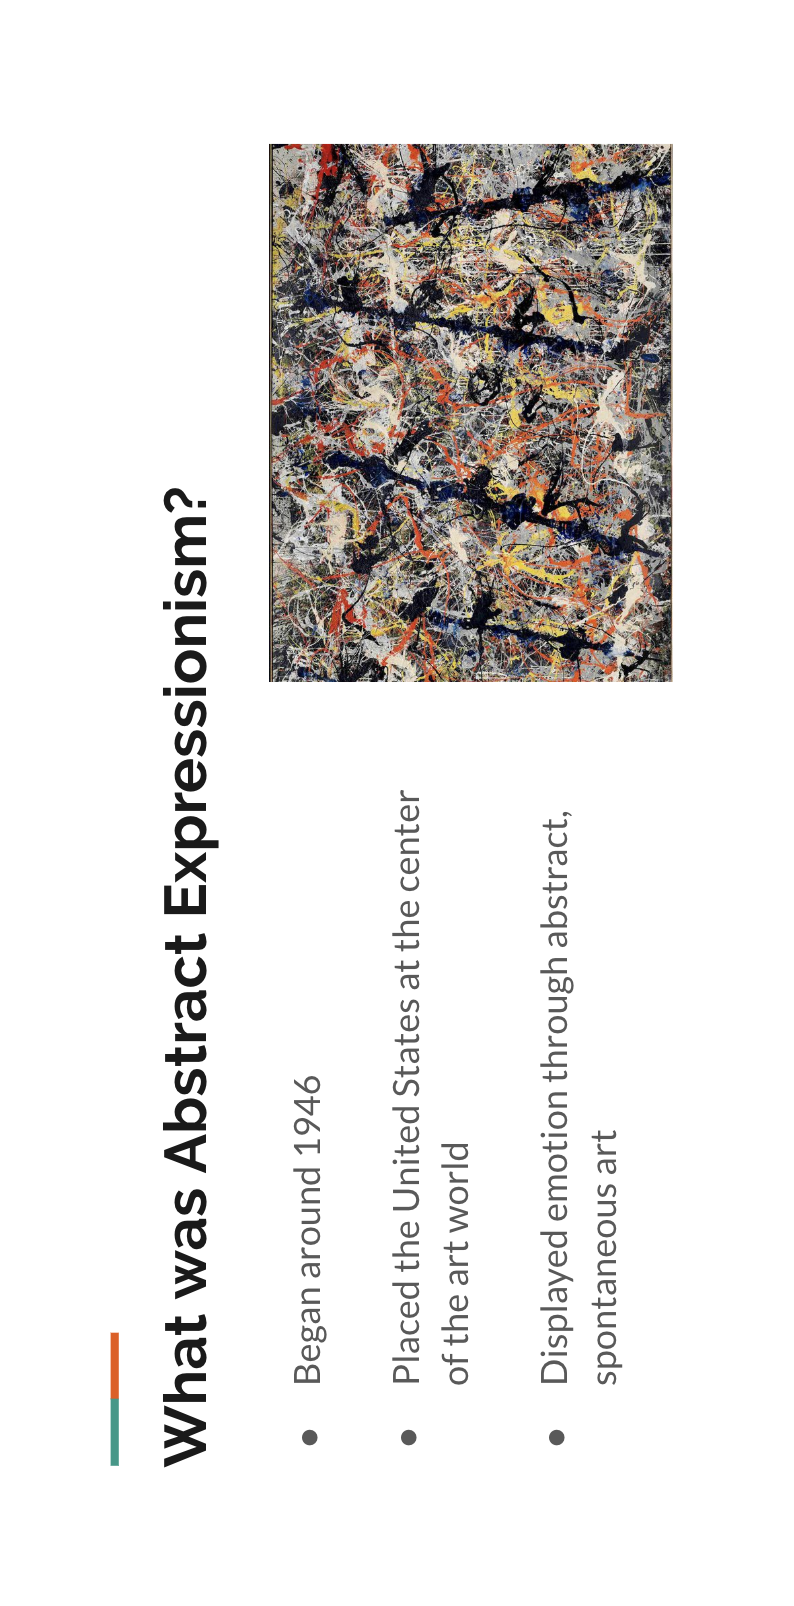 What was Abstract Expressionism?
● Began around 1946
● Placed the United States at the center
of the art world
● Displayed emotion through abstract,
spontaneous art